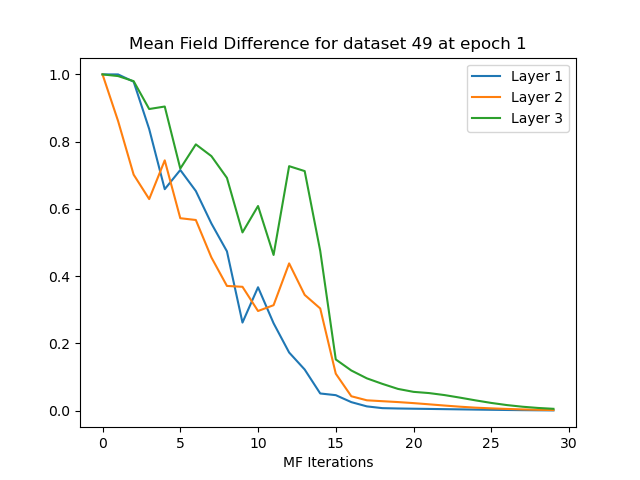 Mean Field Difference for dataset 49 at epoch 1
Layer 1
Layer 2
Layer 3
1.0
0.8
0.6
0.4
0.2
0.0
0 5 10 15 20 25 30
MF Iterations